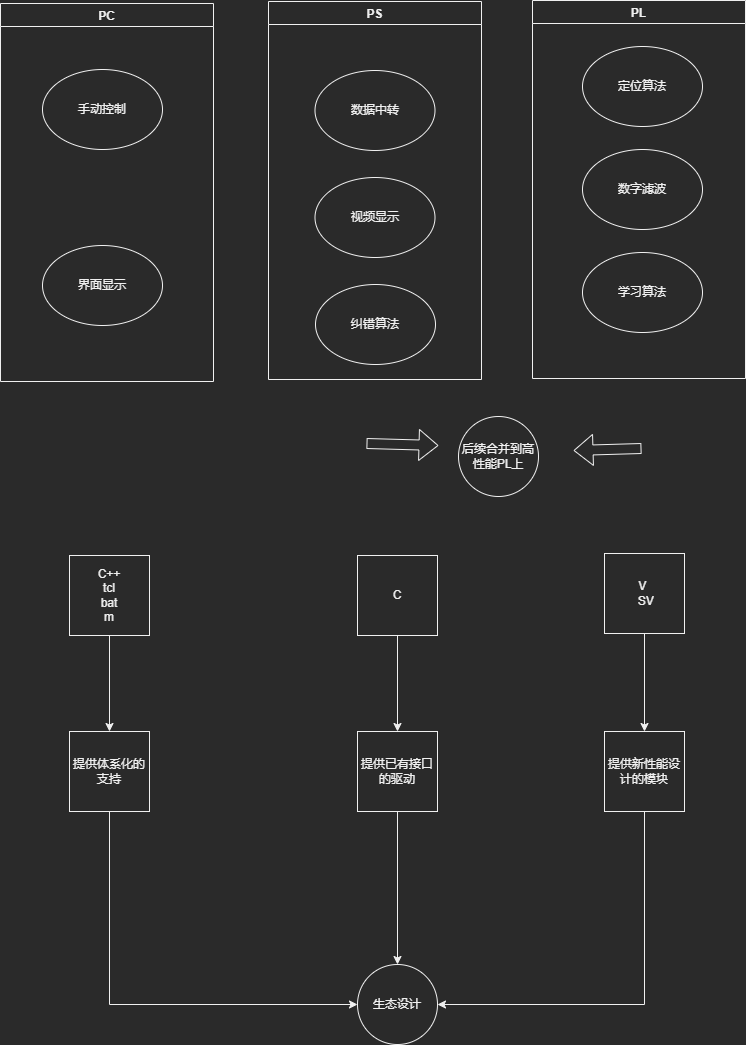 PC
PS
PL
手动控制
界面显示
数据中转
视频显示
纠错算法
定位算法
数字滤波
学习算法
后续合并到高
性能PL上
C++
tcl
bat
m
C
V
SV
提供体系化的
支持
提供已有接口
的驱动
提供新性能设
计的模块
生态设计